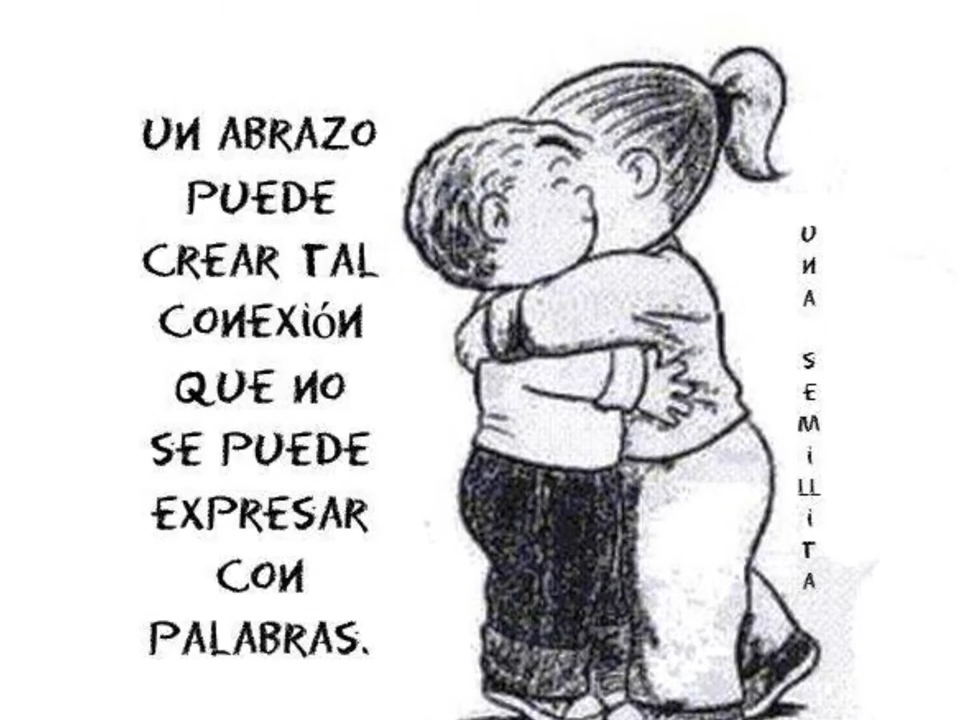 UN ABRAZO
PUEDE
CREAR TAL
CONEXIÓN
QUE NO
SE PUEDE
EXPRESAR
CON
PALABRAS.
UNA SEMILLITA